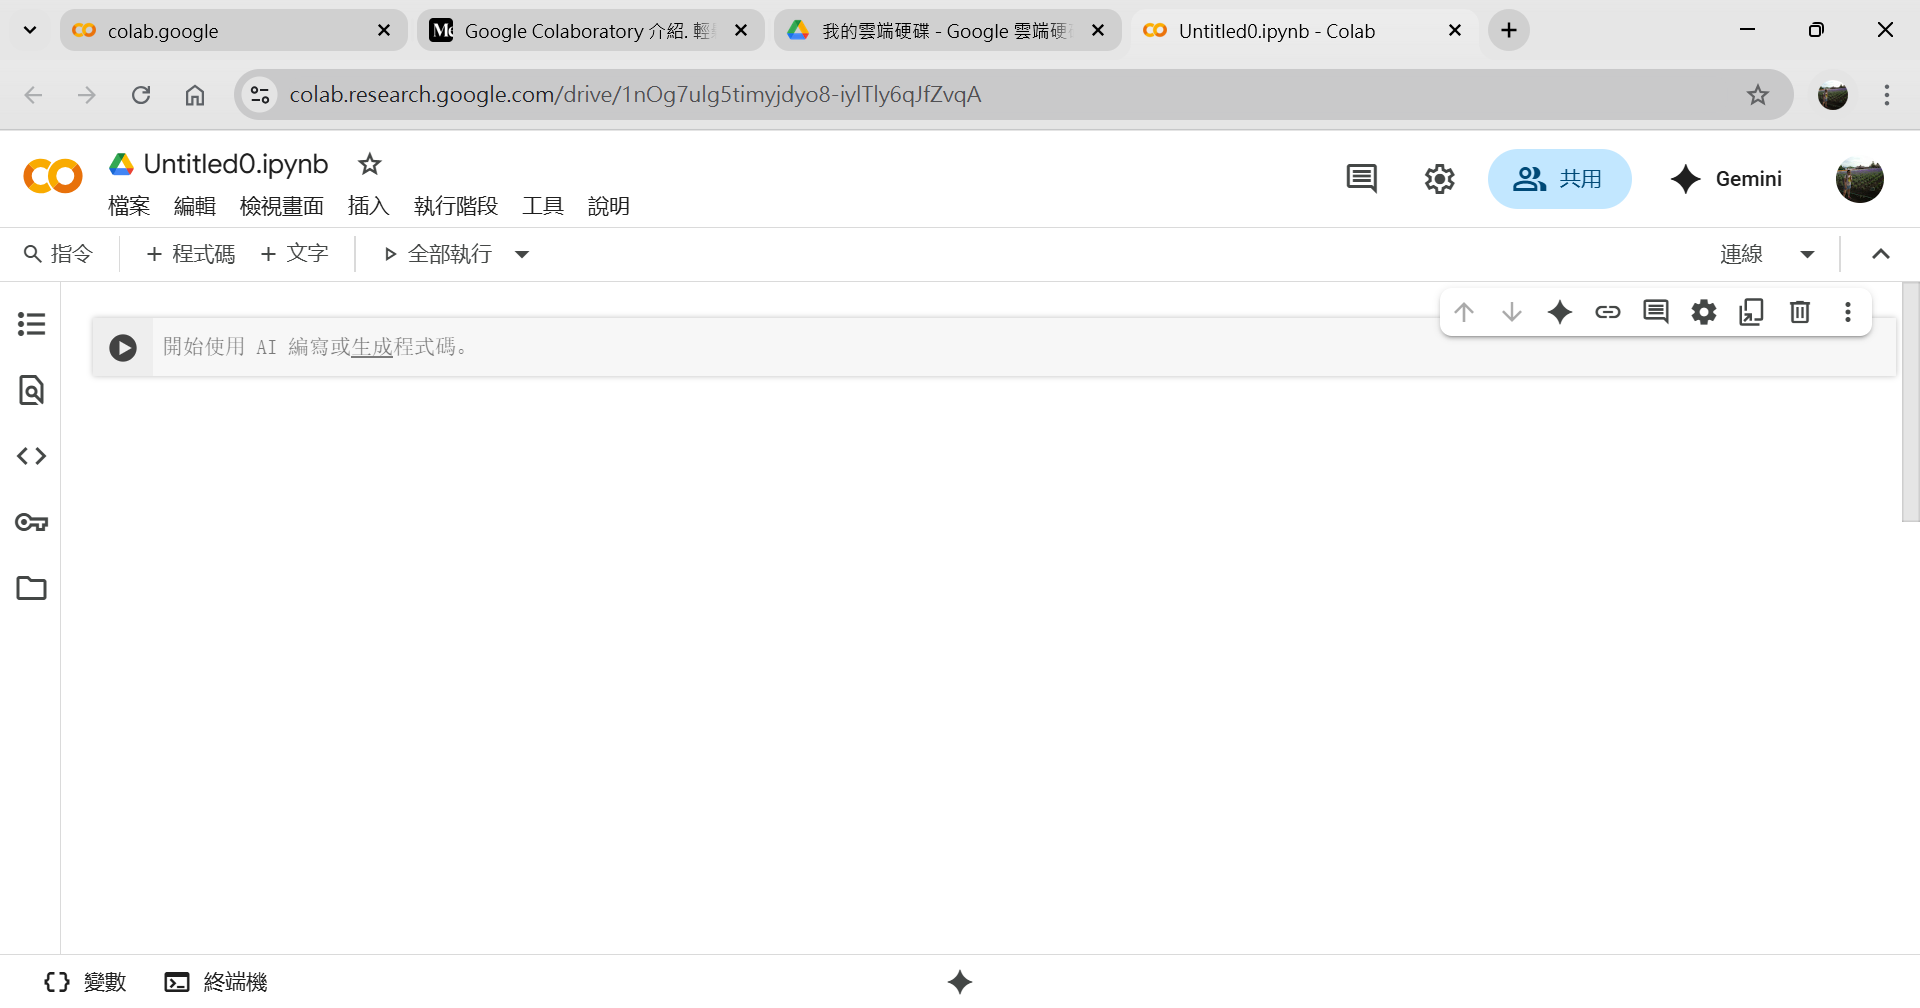 colab.google
Google Colaboratory 介紹. 輕
我的雲端硬碟 - Google 雲端硬
Untitled0.ipynb - Colab
colab.research.google.com/drive/1nOg7ulg5timyjdyo8-iylTly6qJfZvqA
Untitled0.ipynb
檔案 編輯 檢視畫面 插入 執行階段 工具 說明
共用
Gemini
指令
+ 程式碼
+ 文字
全部執行
連線
開始使用 AI 編寫或生成程式碼。
變數
終端機